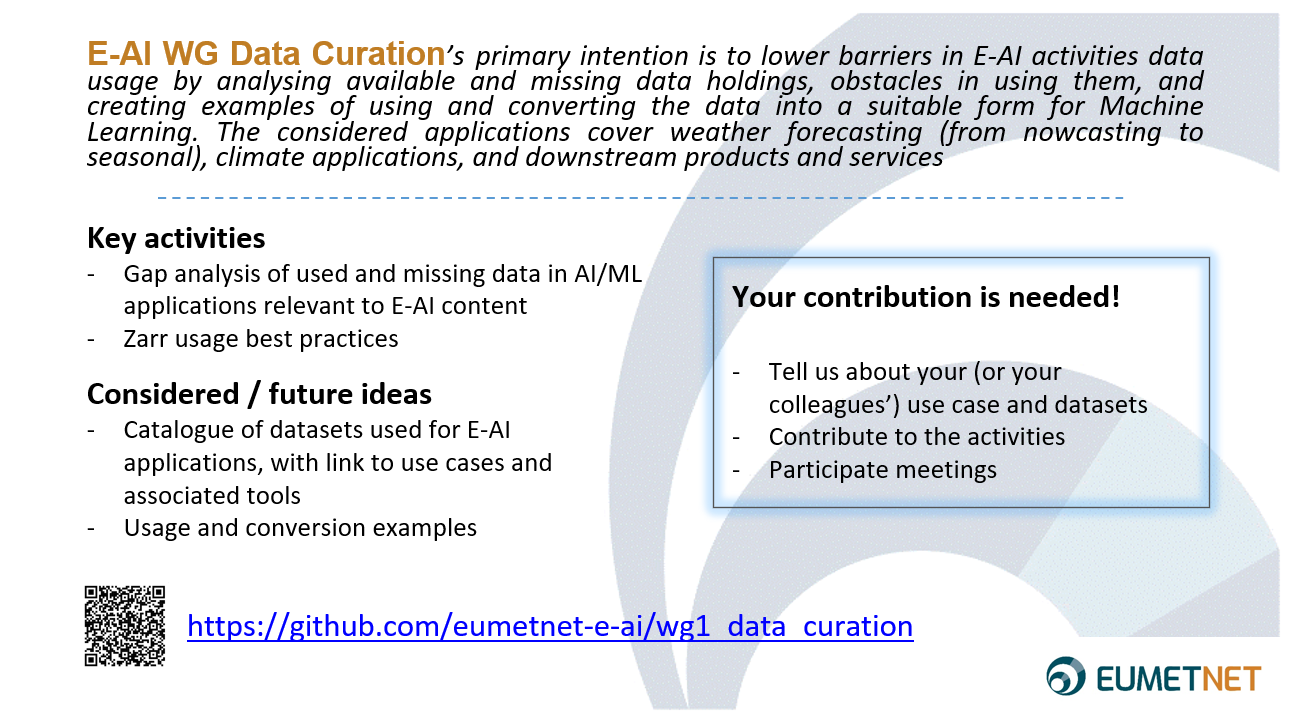 E-AI WG Data Curation’s primary intention is to lower barriers in E-AI activities data
usage by analysing available and missing data holdings, obstacles in using them, and
creating examples of using and converting the data into a suitable form for Machine
Learning. The considered applications cover weather forecasting (from nowcasting to
seasonal), climate applications, and downstream products and services
Key activities
- Gap analysis of used and missing data in AI/ML
applications relevant to E-AI content
- Zarr usage best practices
Considered / future ideas
- Catalogue of datasets used for E-AI
applications, with link to use cases and
associated tools
- Usage and conversion examples
Your contribution is needed!
- Tell us about your (or your
colleagues’) use case and datasets
- Contribute to the activities
- Participate meetings
https://github.com/eumetnet-e-ai/wg1_data_curation
EUMETNET